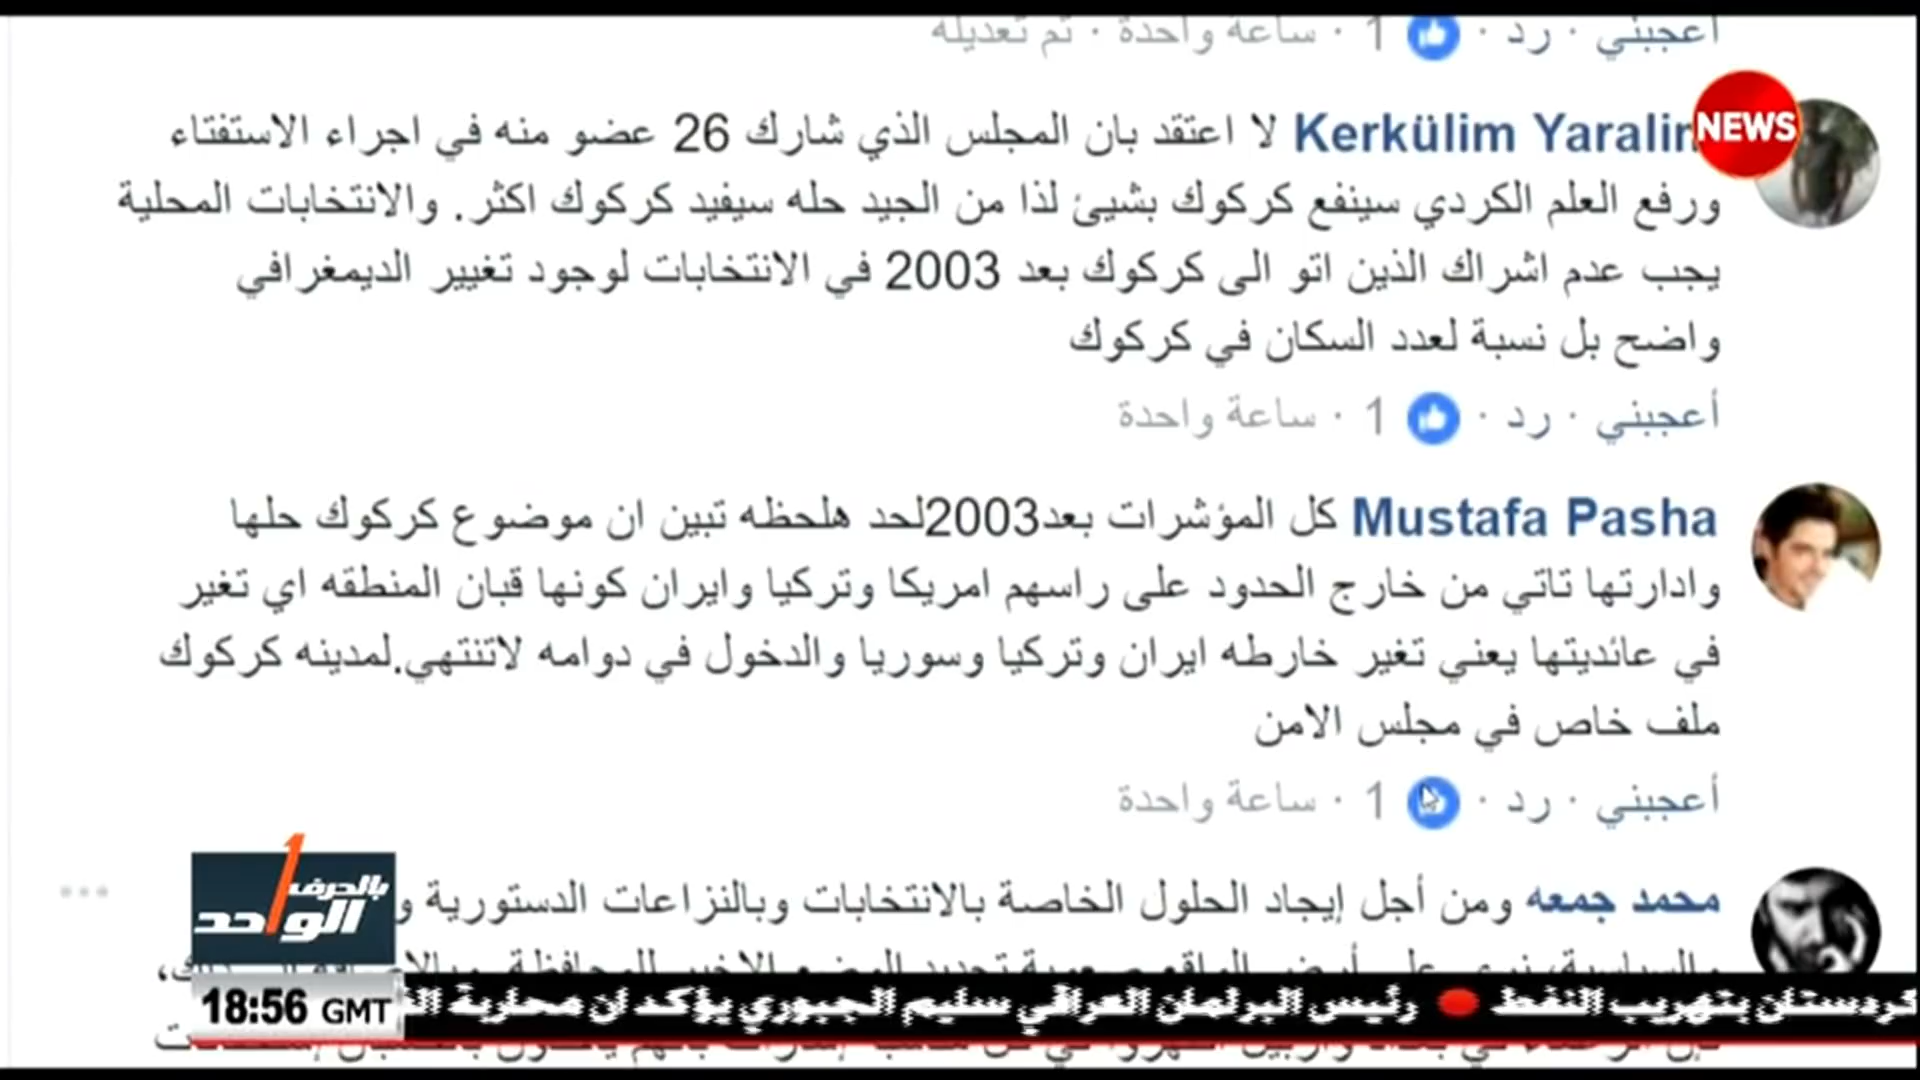 أعجبني · رد · 1 · ساعة واحدة · تم تعديله
NEWS
Kerkülim Yaralim لا اعتقد بان المجلس الذي شارك 26 عضو منه في اجراء الاستفتاء
ورفع العلم الكردي سينفع كركوك بشيئ لذا من الجيد حله سيفيد كركوك اكثر. والانتخابات المحلية
يجب عدم اشراك الذين اتو الى كركوك بعد 2003 في الانتخابات لوجود تغيير الديمغرافي
واضح بل نسبة لعدد السكان في كركوك
أعجبني · رد · 1 · ساعة واحدة
Mustafa Pasha كل المؤشرات بعد2003لحد هلحظه تبين ان موضوع كركوك حلها
وادارتها تاتي من خارج الحدود على راسهم امريكا وتركيا وايران كونها قبان المنطقه اي تغير
في عائديتها يعني تغير خارطه ايران وتركيا وسوريا والدخول في دوامه لاتنتهي.لمدينه كركوك
ملف خاص في مجلس الامن
أعجبني · رد · 1 · ساعة واحدة
محمد جمعه ومن أجل إيجاد الحلول الخاصة بالانتخابات وبالنزاعات الدستورية و
بالحرف الواحد
كردستان بتهريب النفط رئيس البرلمان العراقي سليم الجبوري يؤكد ان محاربة
18:56 GMT